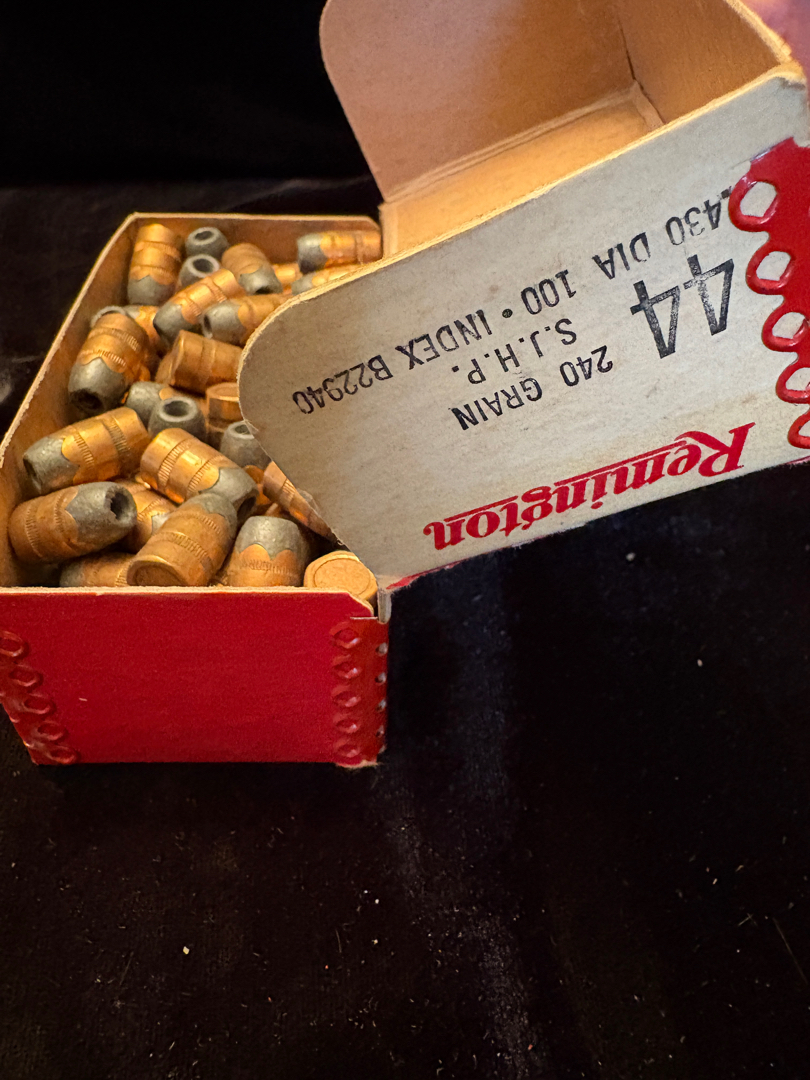 Remington
44
240 GRAIN
S.J.H.P.
.430 DIA 100 • INDEX B22940